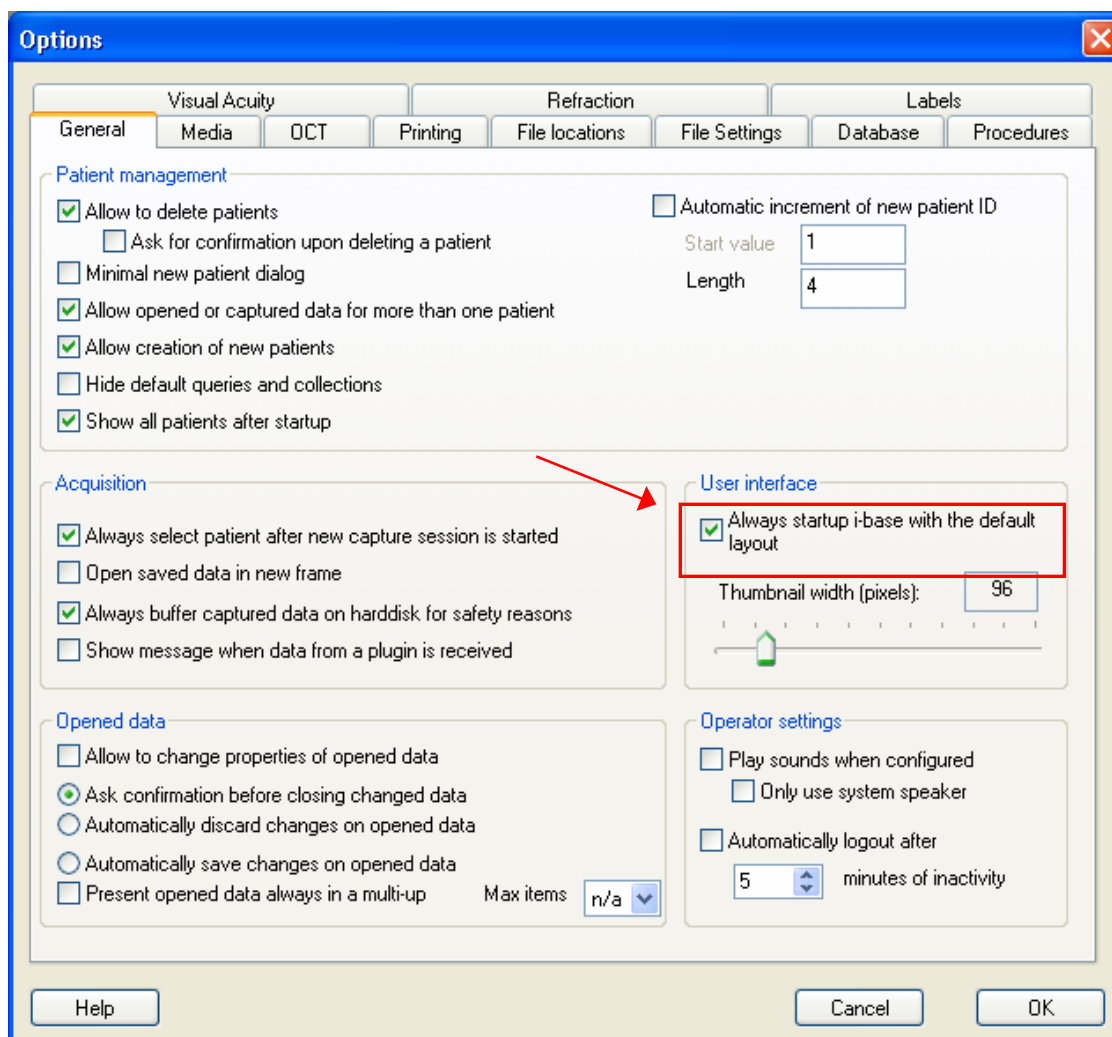 Options
Visual Acuity
Refraction
Labels
General
Media
OCT
Printing
File locations
File Settings
Database
Procedures
Patient management
Allow to delete patients
Ask for confirmation upon deleting a patient
Minimal new patient dialog
Allow opened or captured data for more than one patient
Allow creation of new patients
Hide default queries and collections
Show all patients after startup
Automatic increment of new patient ID
Start value 1
Length 4
Acquisition
Always select patient after new capture session is started
Open saved data in new frame
Always buffer captured data on harddisk for safety reasons
Show message when data from a plugin is received
User interface
Always startup i-base with the default
layout
Thumbnail width (pixels): 96
Opened data
Allow to change properties of opened data
Ask confirmation before closing changed data
Automatically discard changes on opened data
Automatically save changes on opened data
Present opened data always in a multi-up Max items n/a
Operator settings
Play sounds when configured
Only use system speaker
Automatically logout after
5 minutes of inactivity
Help
Cancel
OK